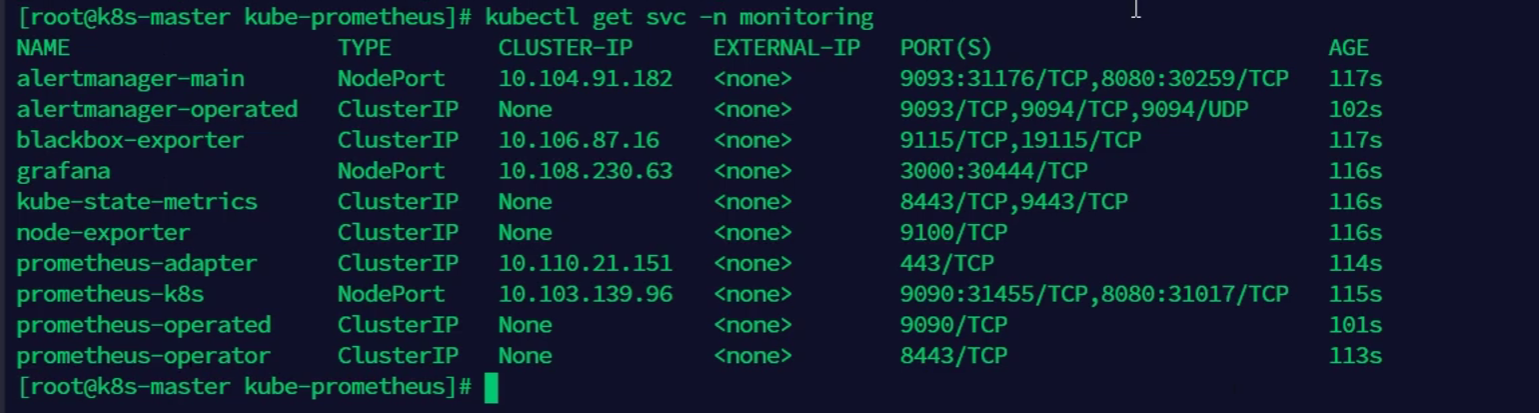 [root@k8s-master kube-prometheus]# kubectl get svc -n monitoring
NAME TYPE CLUSTER-IP EXTERNAL-IP PORT(S) AGE
alertmanager-main NodePort 10.104.91.182 <none> 9093:31176/TCP,8080:30259/TCP 117s
alertmanager-operated ClusterIP None <none> 9093/TCP,9094/TCP,9094/UDP 102s
blackbox-exporter ClusterIP 10.106.87.16 <none> 9115/TCP,19115/TCP 117s
grafana NodePort 10.108.230.63 <none> 3000:30444/TCP 116s
kube-state-metrics ClusterIP None <none> 8443/TCP,9443/TCP 116s
node-exporter ClusterIP None <none> 9100/TCP 116s
prometheus-adapter ClusterIP 10.110.21.151 <none> 443/TCP 114s
prometheus-k8s NodePort 10.103.139.96 <none> 9090:31455/TCP,8080:31017/TCP 115s
prometheus-operated ClusterIP None <none> 9090/TCP 101s
prometheus-operator ClusterIP None <none> 8443/TCP 113s
[root@k8s-master kube-prometheus]#